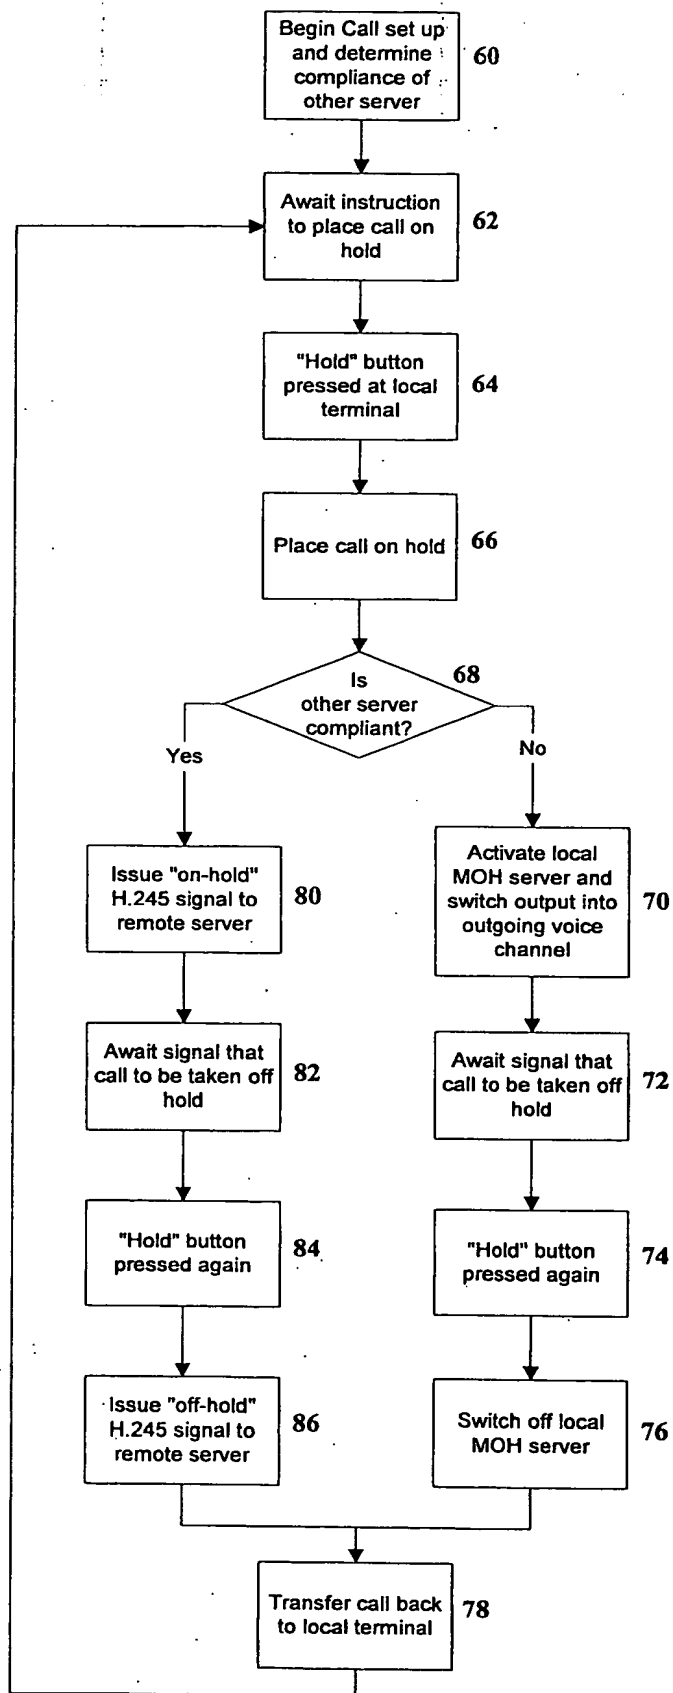 Begin Call set up
and determine
compliance of
other server
60
Await instruction
to place call on
hold
62
"Hold" button
pressed at local
terminal
64
Place call on hold
66
Is
other server
compliant?
68
Yes
No
Issue "on-hold"
H.245 signal to
remote server
80
Activate local
MOH server and
switch output into
outgoing voice
channel
70
Await signal that
call to be taken off
hold
82
Await signal that
call to be taken off
hold
72
"Hold" button
pressed again
84
"Hold" button
pressed again
74
Issue "off-hold"
H.245 signal to
remote server
86
Switch off local
MOH server
76
Transfer call back
to local terminal
78